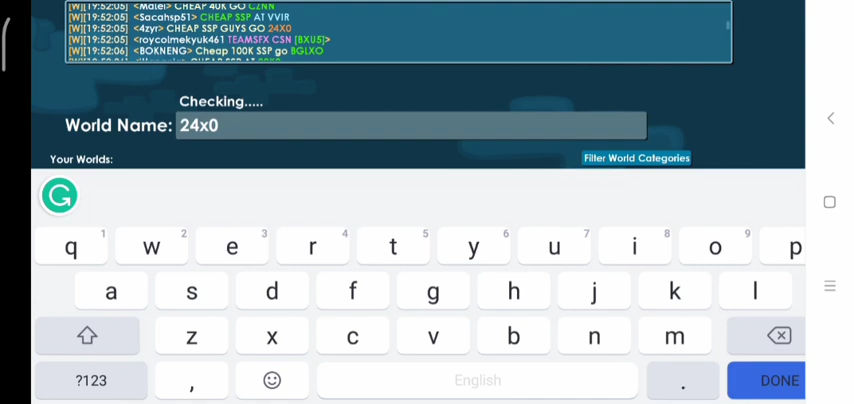 [W][19:52:05] <Malel> CHEAP 40K GO CZNN
[W][19:52:05] <Sacahsp51> CHEAP SSP AT VVIR
[W][19:52:05] <4zyr> CHEAP SSP GUYS GO 24X0
[W][19:52:05] <roycolmekyuk461 TEAMSFX CSN [BXU5]>
[W][19:52:06] <BOKNENG> Cheap 100K SSP go BGLXO
Checking.....
World Name: 24x0
Your Worlds:
Filter World Categories
G
1 2 3 4 5 6 7 8 9
q w e r t y u i o p
a s d f g h j k l
z x c v b n m
?123 , English . DONE